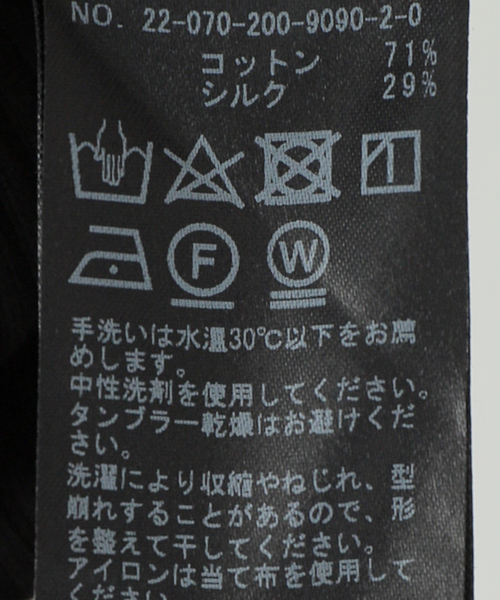 NO. 22-070-200-9090-2-0
コットン 71%
シルク 29%
F W
手洗いは水温30℃以下をお薦
めします。
中性洗剤を使用してください。
タンブラー乾燥はお避けくだ
さい。
洗濯により収縮やねじれ、型
崩れすることがあるので、形
を整えて干してください。
アイロンは当て布を使用して
ください。